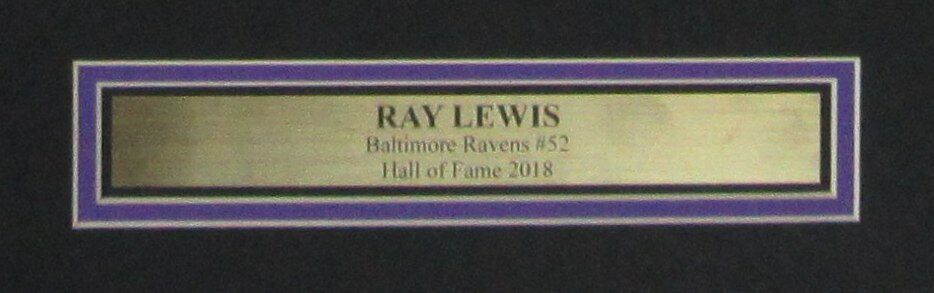 RAY LEWIS
Baltimore Ravens #52
Hall of Fame 2018